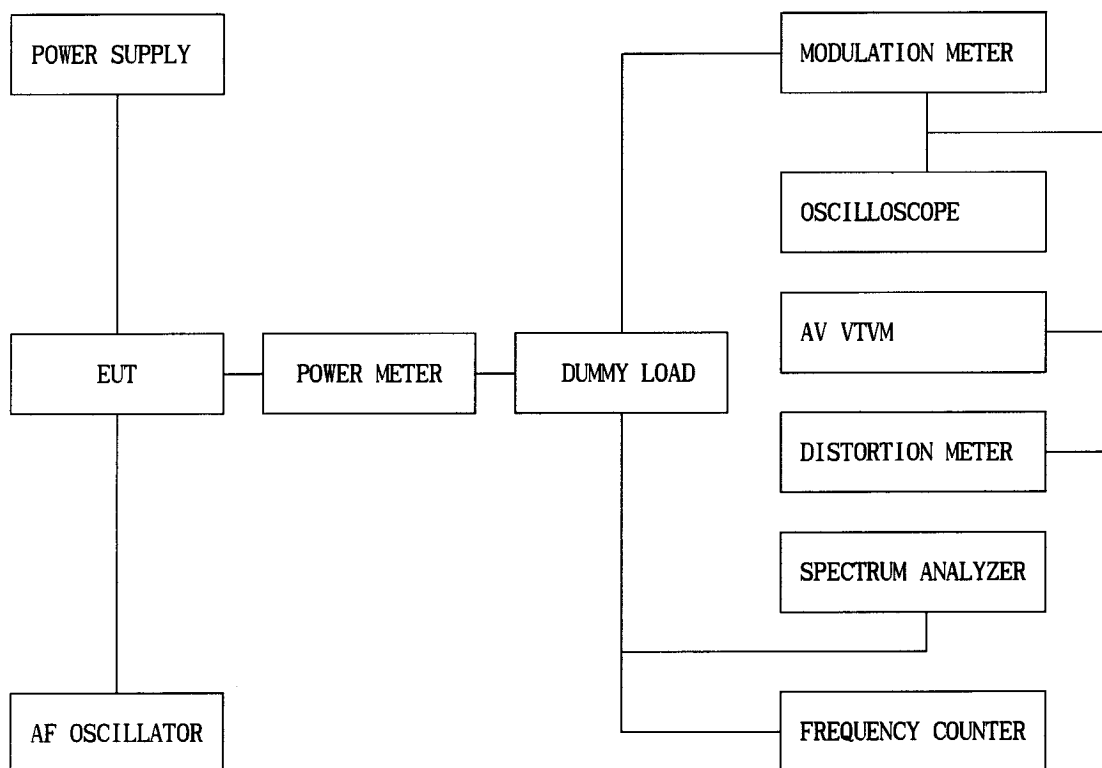 POWER SUPPLY
MODULATION METER
OSCILLOSCOPE
AV VTVM
EUT
POWER METER
DUMMY LOAD
DISTORTION METER
SPECTRUM ANALYZER
AF OSCILLATOR
FREQUENCY COUNTER